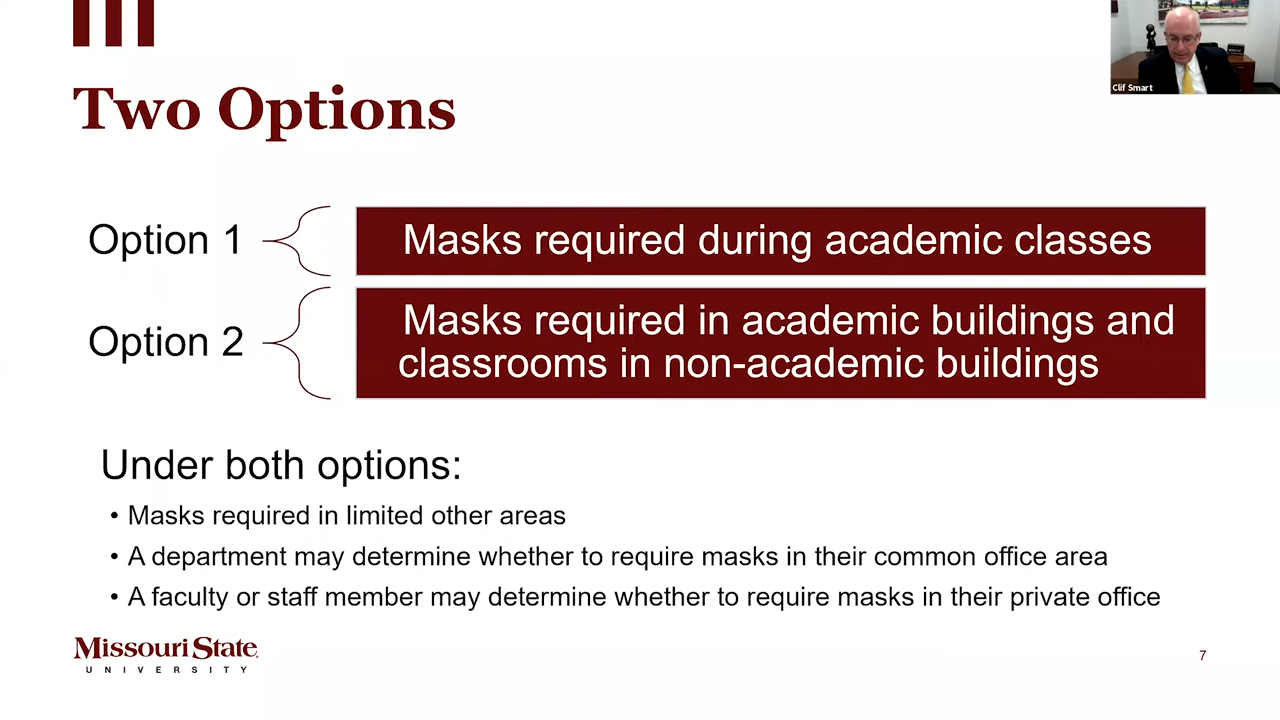 Clif Smart
Two Options
Option 1
Masks required during academic classes
Option 2
Masks required in academic buildings and
classrooms in non-academic buildings
Under both options:
• Masks required in limited other areas
• A department may determine whether to require masks in their common office area
• A faculty or staff member may determine whether to require masks in their private office
Missouri State
UNIVERSITY
7